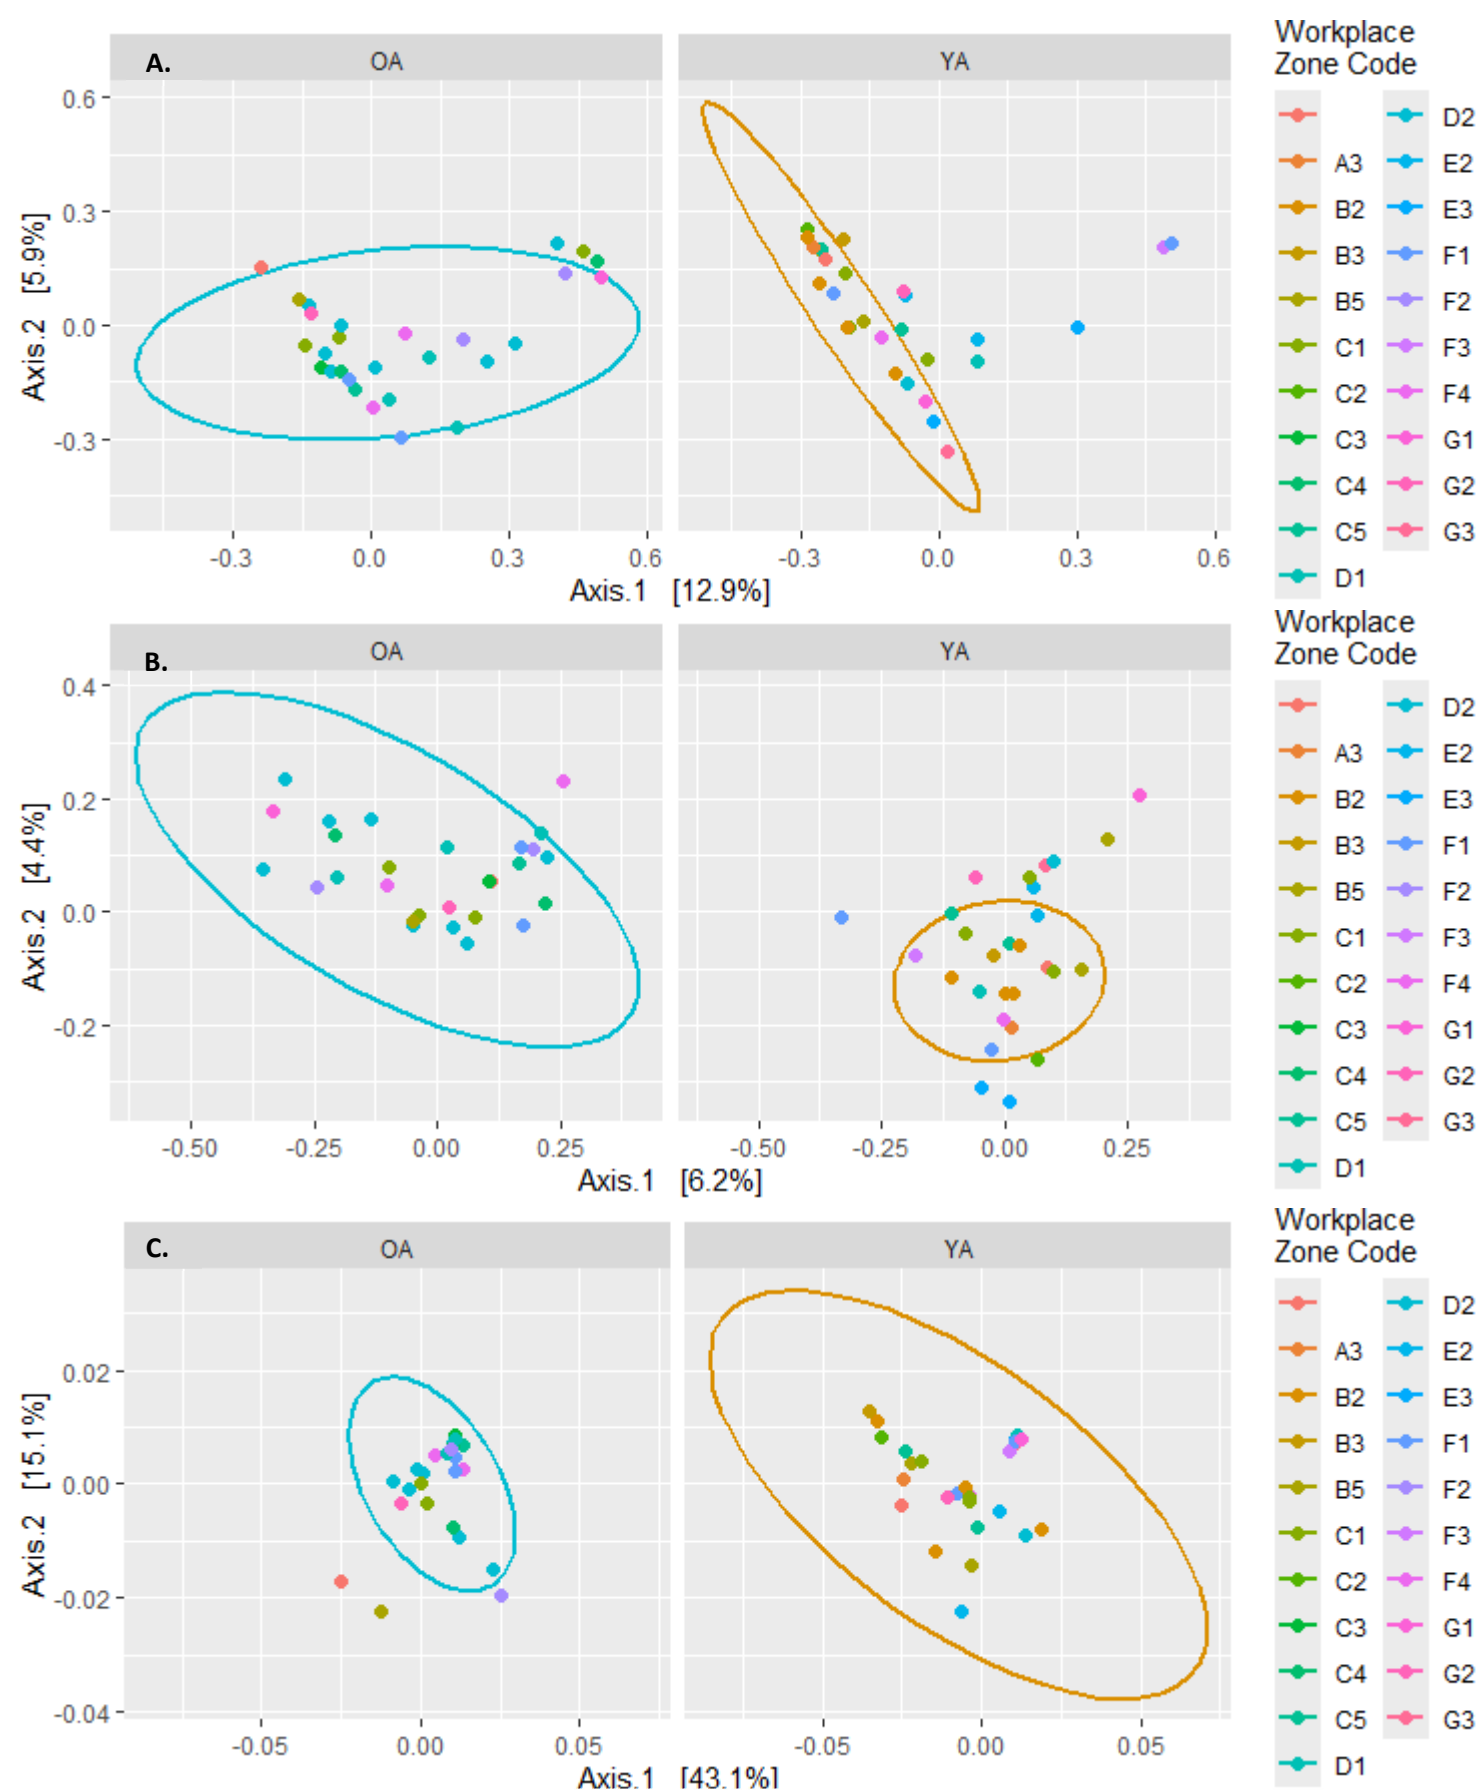 A.
OA
YA
Axis.2 [5.9%]
0.6
0.3
0.0
-0.3
-0.3 0.0 0.3 0.6
-0.3 0.0 0.3 0.6
Axis.1 [12.9%]
Workplace
Zone Code
A3
B2
B3
B5
C1
C2
C3
C4
C5
D1
D2
E2
E3
F1
F2
F3
F4
G1
G2
G3
B.
OA
YA
Axis.2 [4.4%]
0.4
0.2
0.0
-0.2
-0.50 -0.25 0.00 0.25
-0.50 -0.25 0.00 0.25
Axis.1 [6.2%]
Workplace
Zone Code
A3
B2
B3
B5
C1
C2
C3
C4
C5
D1
D2
E2
E3
F1
F2
F3
F4
G1
G2
G3
C.
OA
YA
Axis.2 [15.1%]
0.02
0.00
-0.02
-0.04
-0.05 0.00 0.05
-0.05 0.00 0.05
Axis.1 [43.1%]
Workplace
Zone Code
A3
B2
B3
B5
C1
C2
C3
C4
C5
D1
D2
E2
E3
F1
F2
F3
F4
G1
G2
G3